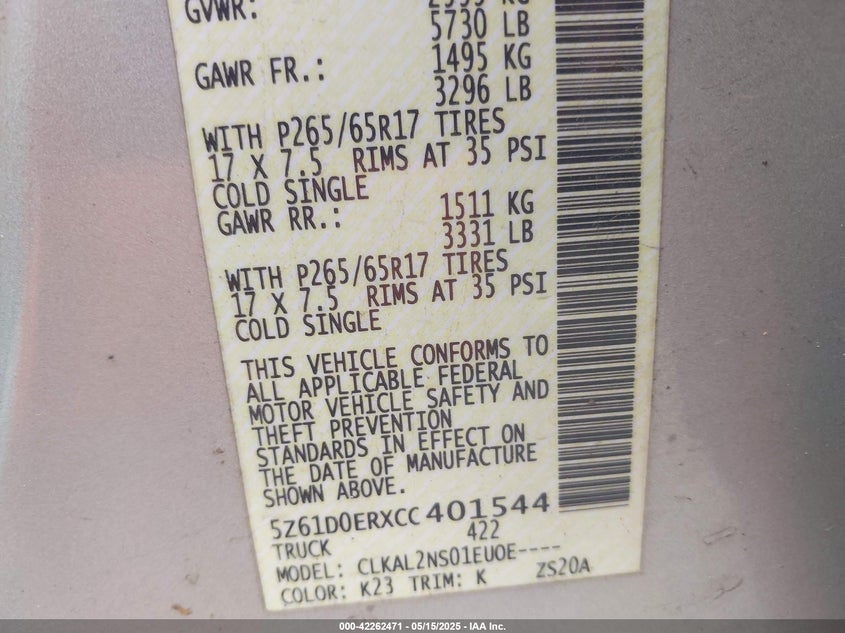 GVWR:
5730 LB
GAWR FR.: 1495 KG
3296 LB
WITH P265/65R17 TIRES
17 X 7.5 RIMS AT 35 PSI
COLD SINGLE
GAWR RR.: 1511 KG
3331 LB
WITH P265/65R17 TIRES
17 X 7.5 RIMS AT 35 PSI
COLD SINGLE
THIS VEHICLE CONFORMS TO
ALL APPLICABLE FEDERAL
MOTOR VEHICLE SAFETY AND
THEFT PREVENTION
STANDARDS IN EFFECT ON
THE DATE OF MANUFACTURE
SHOWN ABOVE.
5Z61D0ERXCC 401544
TRUCK 422
MODEL: CLKAL2NS01EU0E----
COLOR: K23 TRIM: K ZS20A
000-42262471 - 05/15/2025 - IAA Inc.